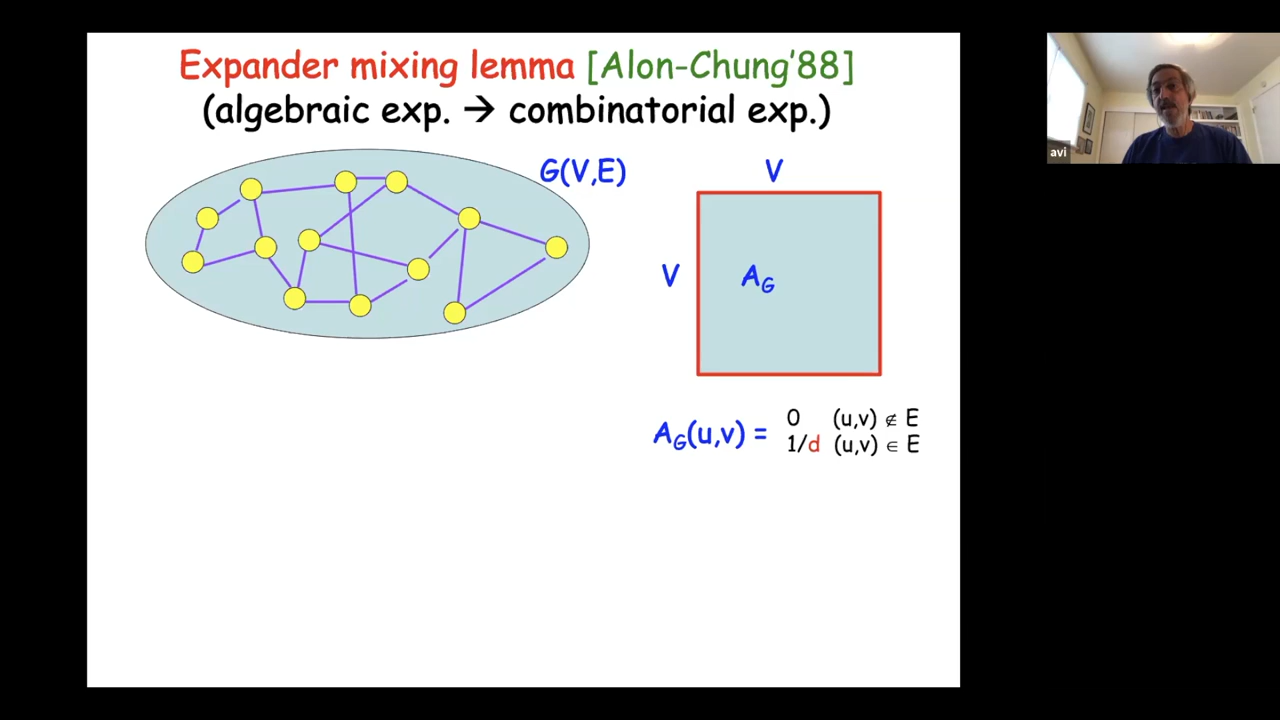 Expander mixing lemma [Alon-Chung’88]
(algebraic exp. → combinatorial exp.)
G(V,E)
V
V
A_G
A_G(u,v) =
0 (u,v) ∉ E
1/d (u,v) ∈ E
avi